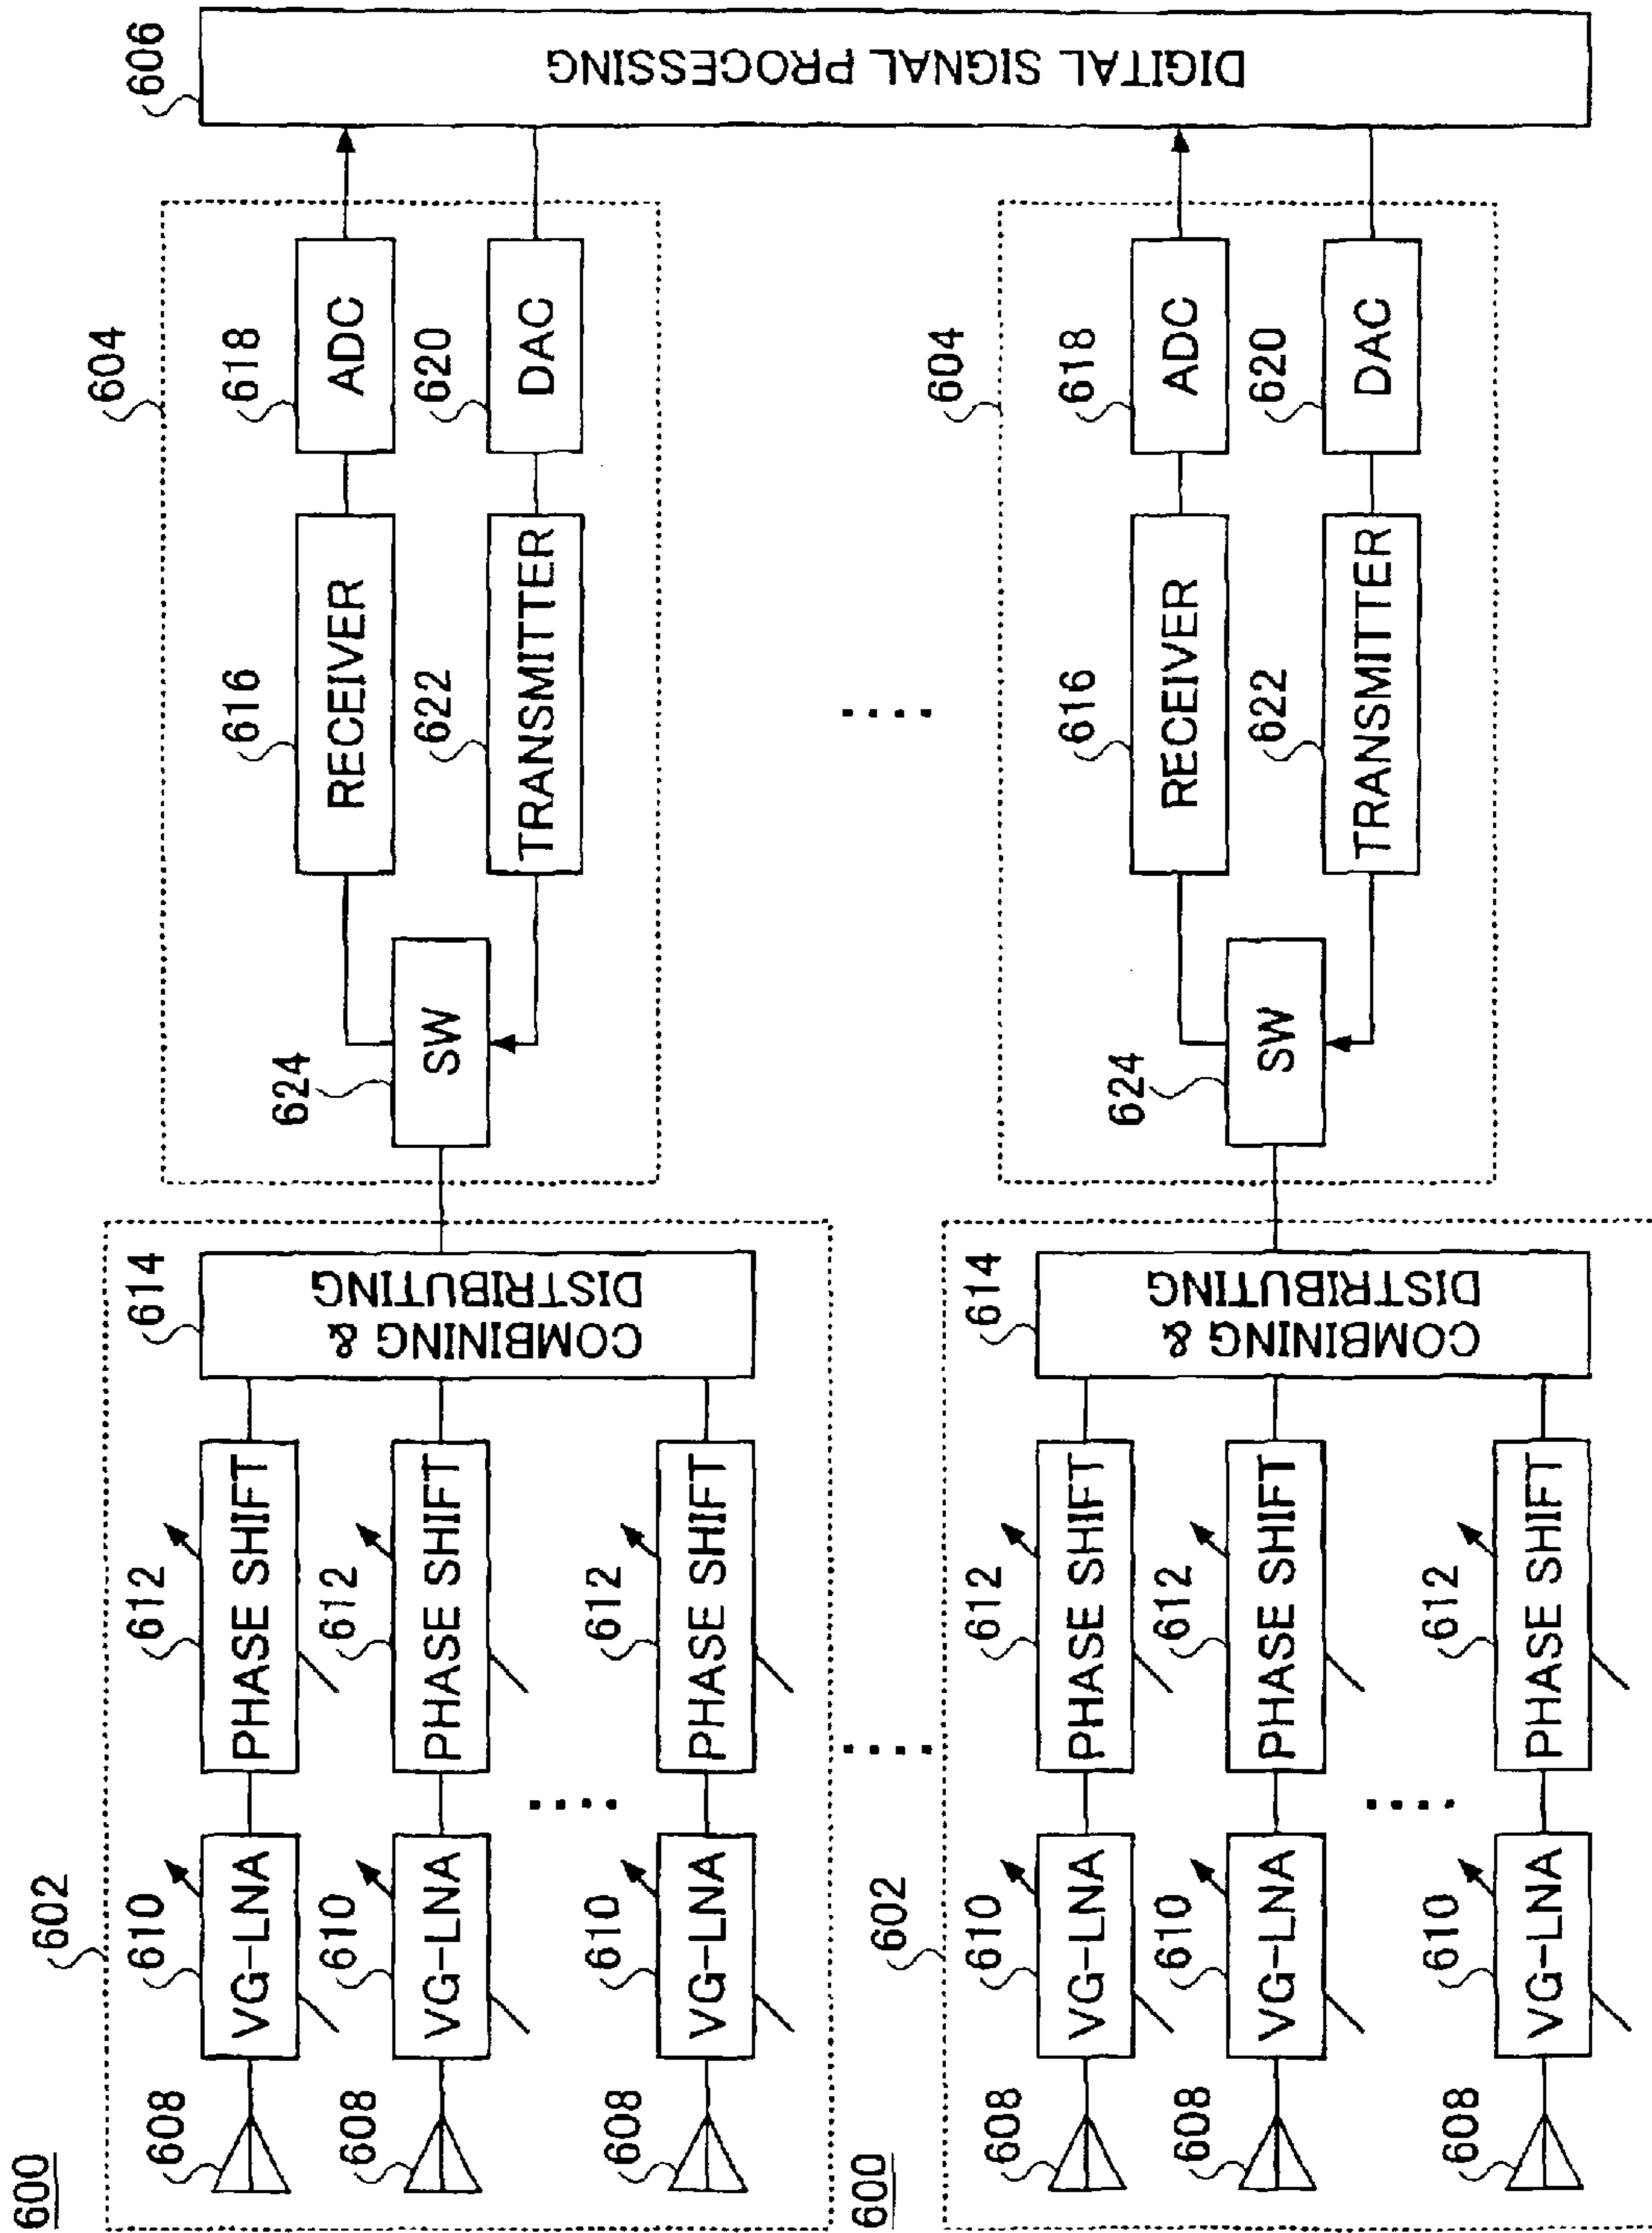 600
602
608
610
VG-LNA
612
PHASE SHIFT
608
610
VG-LNA
612
PHASE SHIFT
....
608
610
VG-LNA
612
PHASE SHIFT
614
COMBINING &
DISTRIBUTING
604
624
SW
616
RECEIVER
618
ADC
622
TRANSMITTER
620
DAC
606
DIGITAL SIGNAL PROCESSING
....
....
600
602
608
610
VG-LNA
612
PHASE SHIFT
608
610
VG-LNA
612
PHASE SHIFT
....
608
610
VG-LNA
612
PHASE SHIFT
614
COMBINING &
DISTRIBUTING
604
624
SW
616
RECEIVER
618
ADC
622
TRANSMITTER
620
DAC